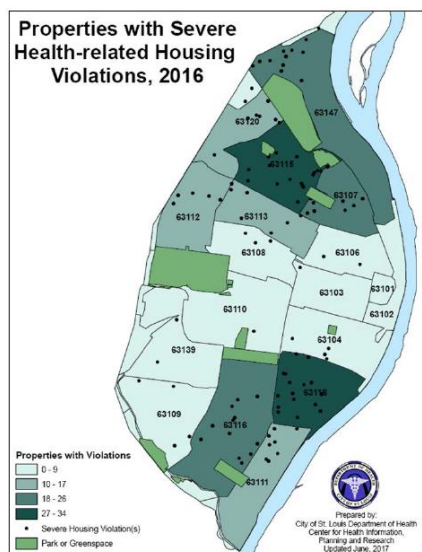 Properties with Severe
Health-related Housing
Violations, 2016
63147
63120
63115
63107
63112
63113
63108
63106
63101
63103
63102
63110
63104
63139
63118
63109
63116
63111
Properties with Violations
0 - 9
10 - 17
18 - 26
27 - 34
Severe Housing Violation(s)
Park or Greenspace
Prepared by:
City of St. Louis Department of Health
Center for Health Information,
Planning and Research
Updated June, 2017